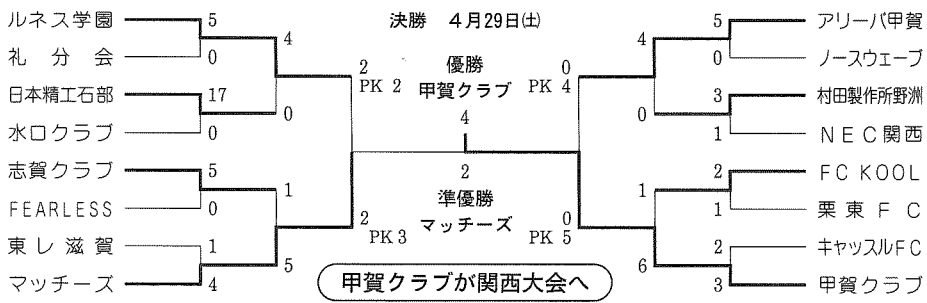 決勝 4月29日(土)
ルネス学園 5
礼分会 0
4
日本精工石部 17
水口クラブ 0
0
2
PK 2
志賀クラブ 5
FEARLESS 0
1
東レ滋賀 1
マッチーズ 4
5
2
PK 3
優勝
甲賀クラブ
4
2
準優勝
マッチーズ
0
PK 4
0
PK 5
4
5 アリーバ甲賀
0 ノースウェーブ
0
3 村田製作所野洲
1 NEC関西
1
2 FC KOOL
1 栗東FC
6
2 キャッスルFC
3 甲賀クラブ
甲賀クラブが関西大会へ